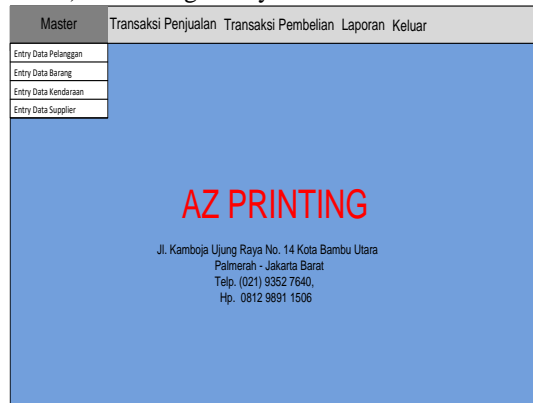 Master Transaksi Penjualan Transaksi Pembelian Laporan Keluar
Entry Data Pelanggan
Entry Data Barang
Entry Data Kendaraan
Entry Data Supplier
AZ PRINTING
Jl. Kamboja Ujung Raya No. 14 Kota Bambu Utara
Palmerah - Jakarta Barat
Telp. (021) 9352 7640,
Hp. 0812 9891 1506